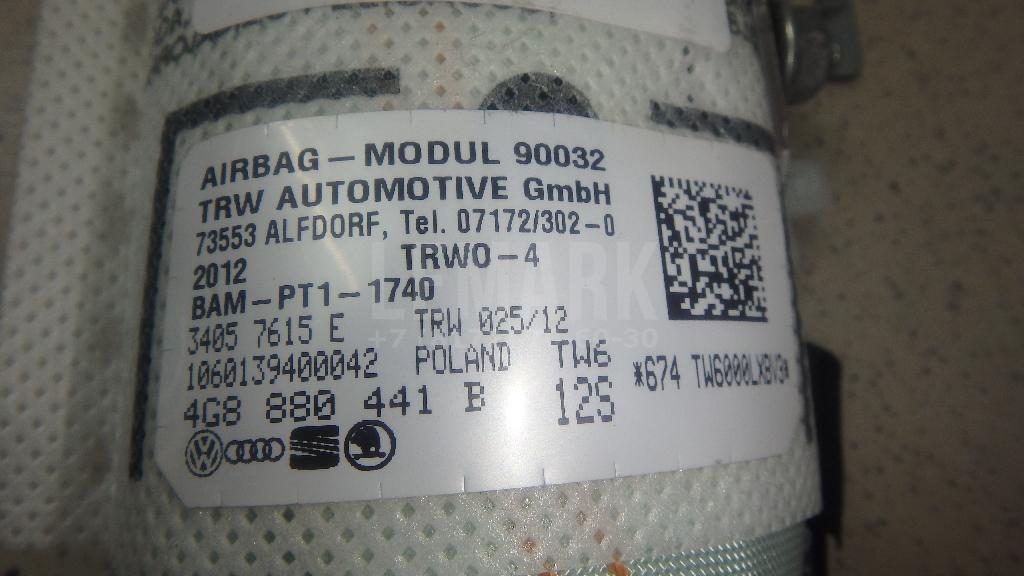 AIRBAG – MODUL 90032
TRW AUTOMOTIVE GmbH
73553 ALFDORF, Tel. 07172/302-0
2012 TRWO-4
BAM-PT1-1740
3405 7615 E TRW 025/12
1060139400042 POLAND TW6
*674 TW6000LXBV3*
4G8 880 441 B 12S